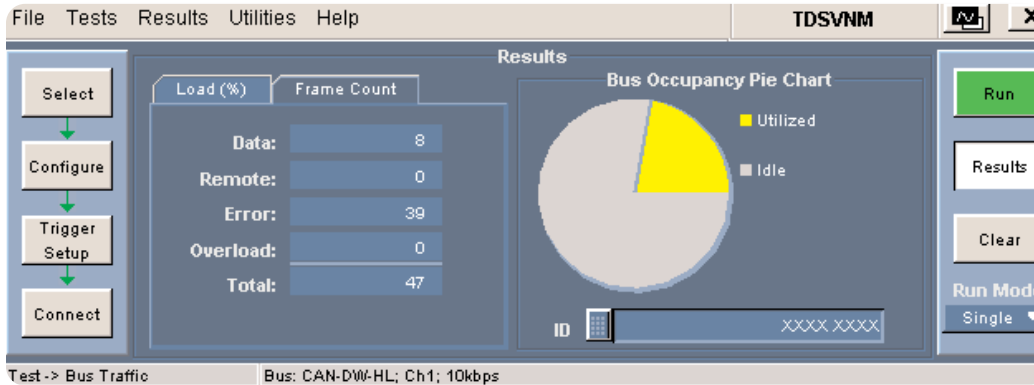 File Tests Results Utilities Help TDSVNM
Select
Configure
Trigger
Setup
Connect
Results
Load (%) Frame Count
Data: 8
Remote: 0
Error: 39
Overload: 0
Total: 47
Bus Occupancy Pie Chart
Utilized
Idle
ID XXXX XXXX
Run
Results
Clear
Run Mod
Single
Test -> Bus Traffic Bus: CAN-DW-HL; Ch1; 10kbps